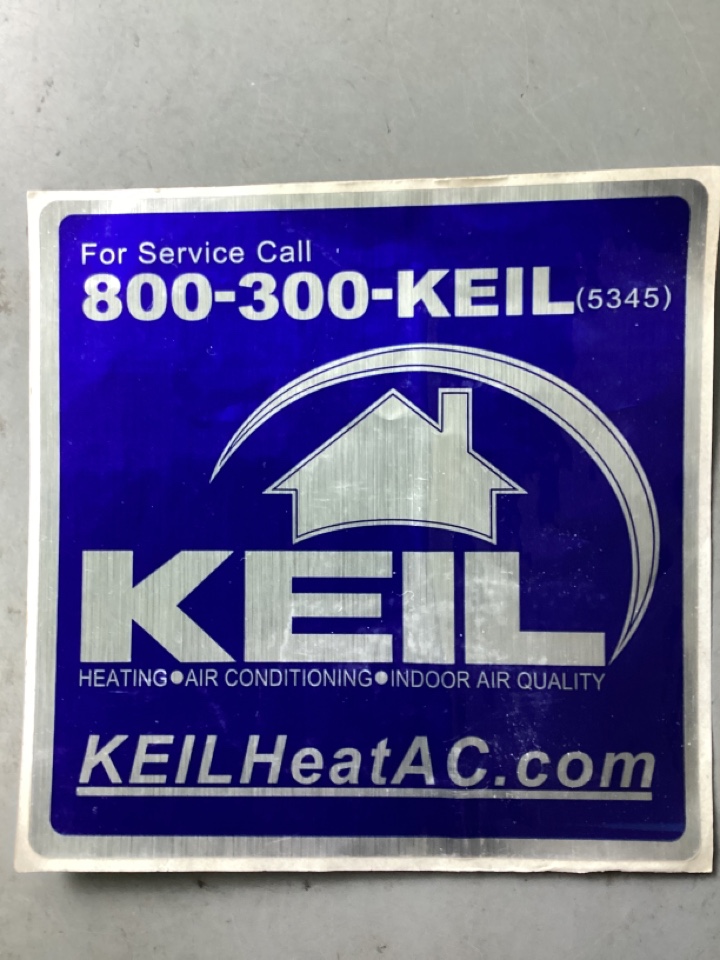 For Service Call
800-300-KEIL(5345)
KEIL
HEATING●AIR CONDITIONING●INDOOR AIR QUALITY
KEILHeatAC.com